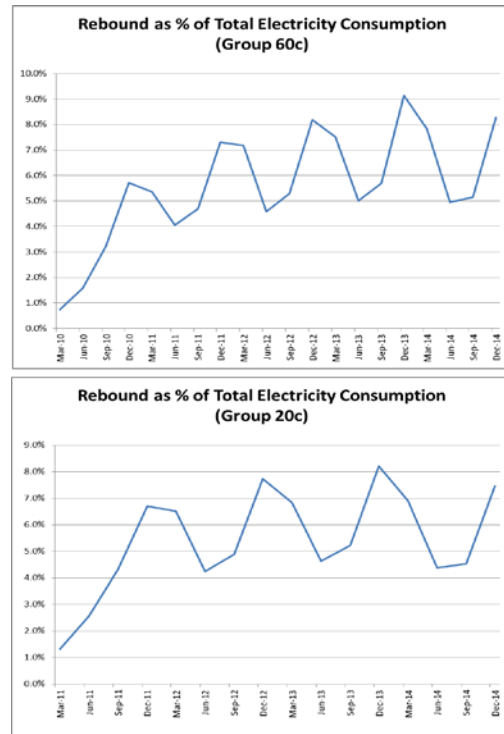 Rebound as % of Total Electricity Consumption
(Group 60c)
10.0%
9.0%
8.0%
7.0%
6.0%
5.0%
4.0%
3.0%
2.0%
1.0%
0.0%
Mar-10
Jun-10
Sep-10
Dec-10
Mar-11
Jun-11
Sep-11
Dec-11
Mar-12
Jun-12
Sep-12
Dec-12
Mar-13
Jun-13
Sep-13
Dec-13
Mar-14
Jun-14
Sep-14
Dec-14
Rebound as % of Total Electricity Consumption
(Group 20c)
9.0%
8.0%
7.0%
6.0%
5.0%
4.0%
3.0%
2.0%
1.0%
0.0%
Mar-11
Jun-11
Sep-11
Dec-11
Mar-12
Jun-12
Sep-12
Dec-12
Mar-13
Jun-13
Sep-13
Dec-13
Mar-14
Jun-14
Sep-14
Dec-14